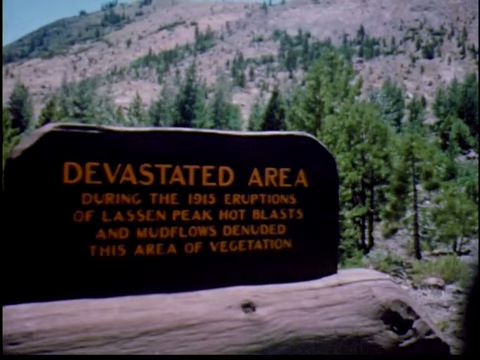 DEVASTATED AREA
DURING THE 1915 ERUPTIONS
OF LASSEN PEAK HOT BLASTS
AND MUDFLOWS DENUDED
THIS AREA OF VEGETATION